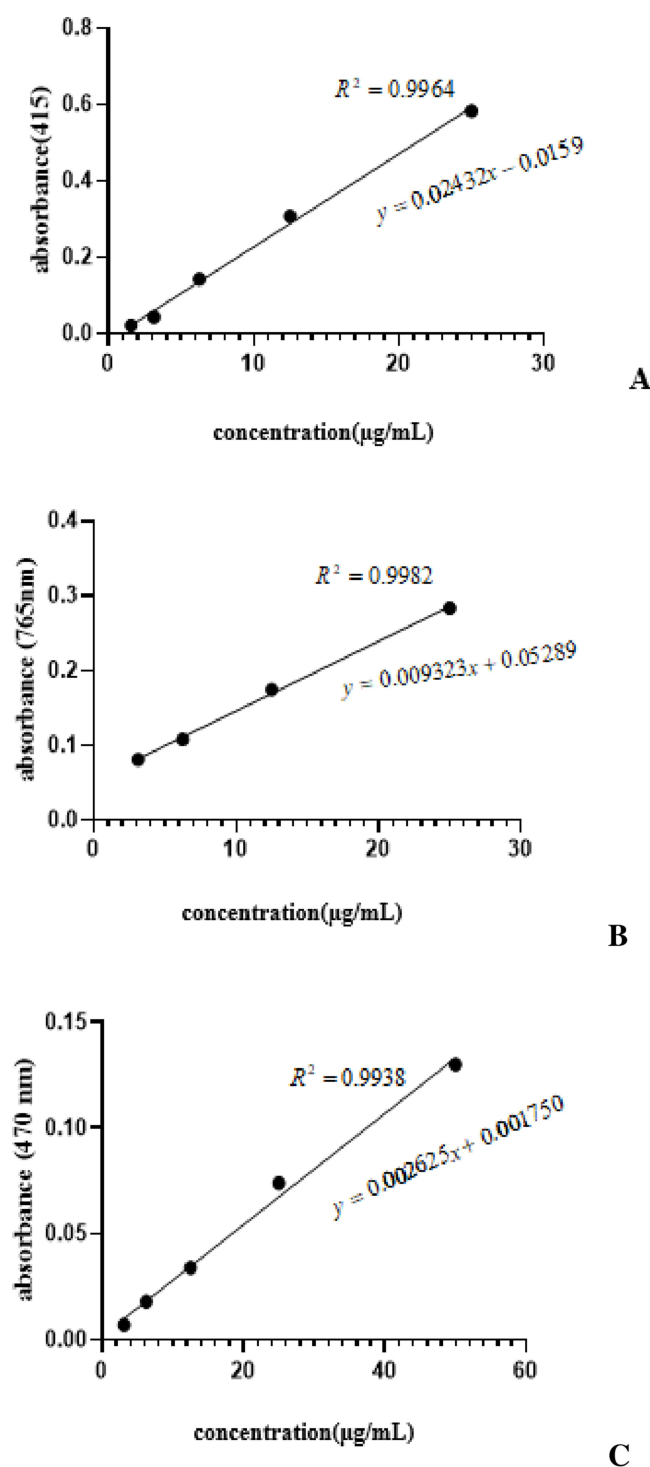 0.8
R² = 0.9964
0.6
absorbance(415)
y = 0.02432x − 0.0159
0.4
0.2
0.0
0 10 20 30
A
concentration(µg/mL)
0.4
R² = 0.9982
0.3
absorbance (765nm)
y = 0.009323x + 0.05289
0.2
0.1
0.0
0 10 20 30
concentration(µg/mL)
B
0.15
R² = 0.9938
absorbance (470 nm)
0.10
y = 0.002625x + 0.001750
0.05
0.00
0 20 40 60
concentration(µg/mL)
C